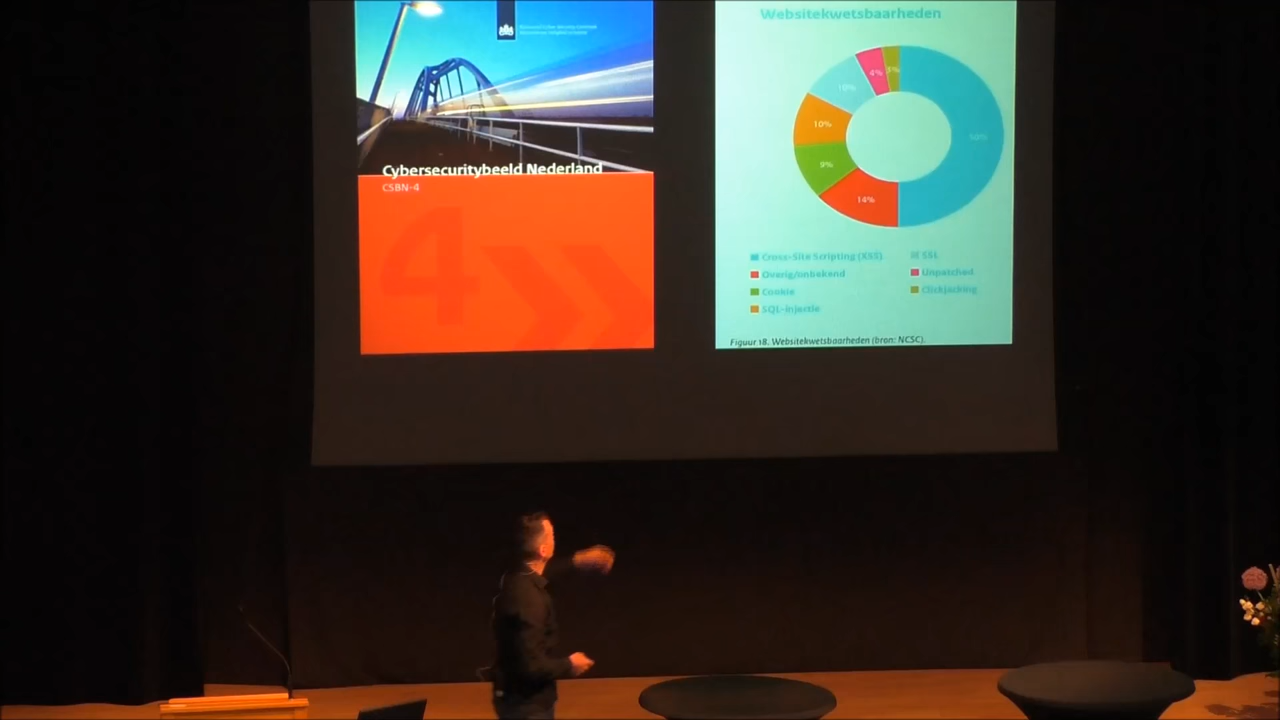 Cybersecuritybeeld Nederland
CSBN-4
4
Websitekwetsbaarheden
50%
14%
9%
10%
10%
4%
3%
Cross-Site Scripting (XSS)
Overig/onbekend
Cookie
SQL-injectie
SSL
Unpatched
Clickjacking
Figuur 18. Websitekwetsbaarheden (bron: NCSC).